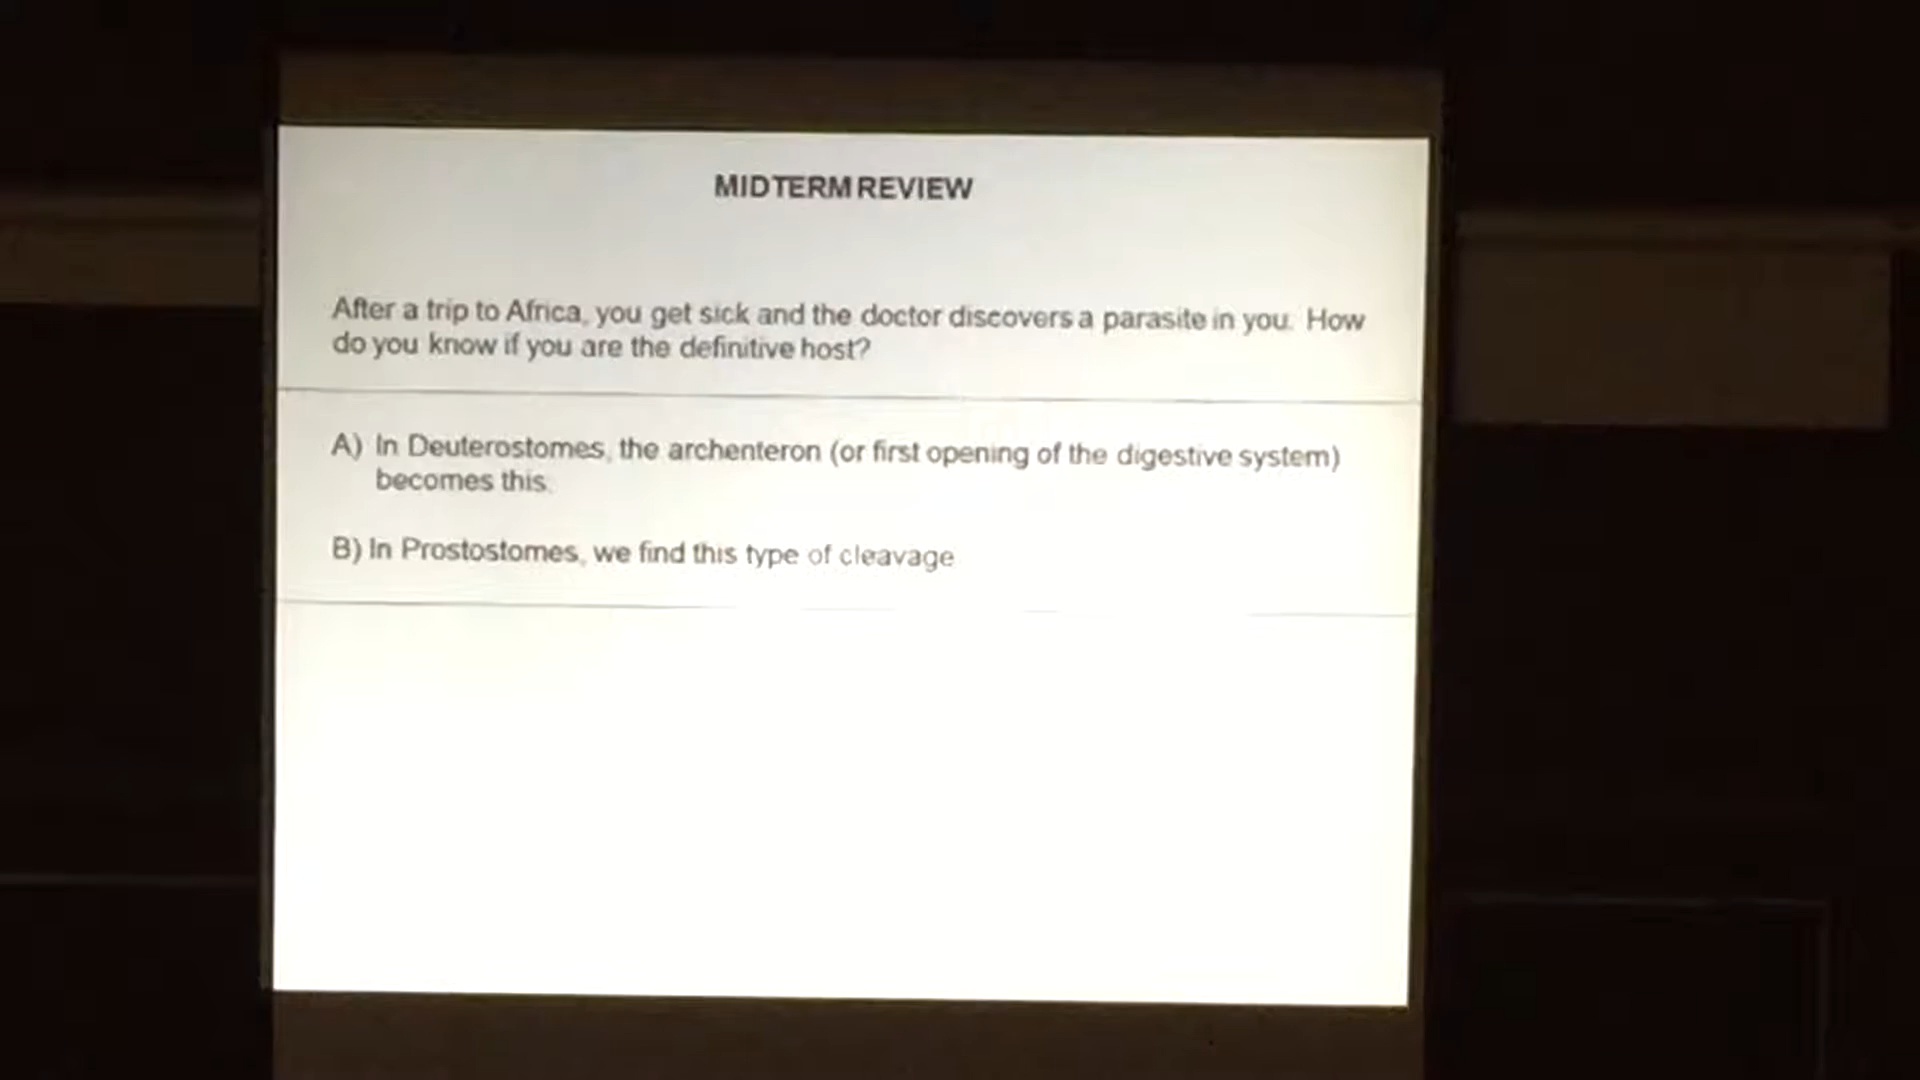 MIDTERM REVIEW
After a trip to Africa, you get sick and the doctor discovers a parasite in you. How
do you know if you are the definitive host?
A) In Deuterostomes, the archenteron (or first opening of the digestive system)
becomes this.
B) In Prostostomes, we find this type of cleavage